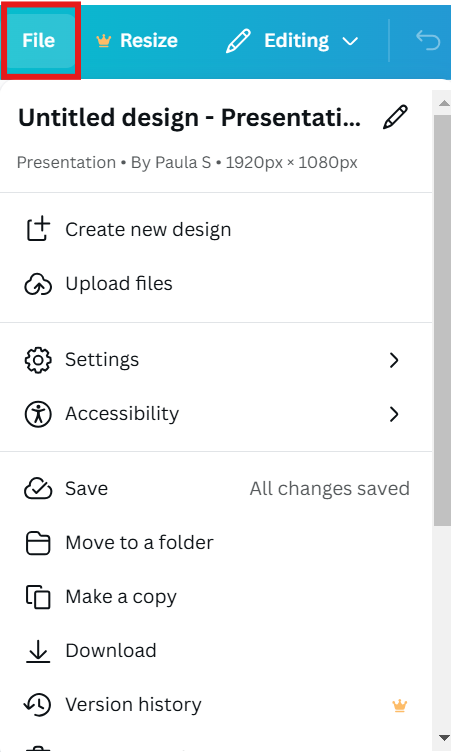 File Resize Editing
Untitled design - Presentati...
Presentation • By Paula S • 1920px × 1080px
Create new design
Upload files
Settings
Accessibility
Save All changes saved
Move to a folder
Make a copy
Download
Version history